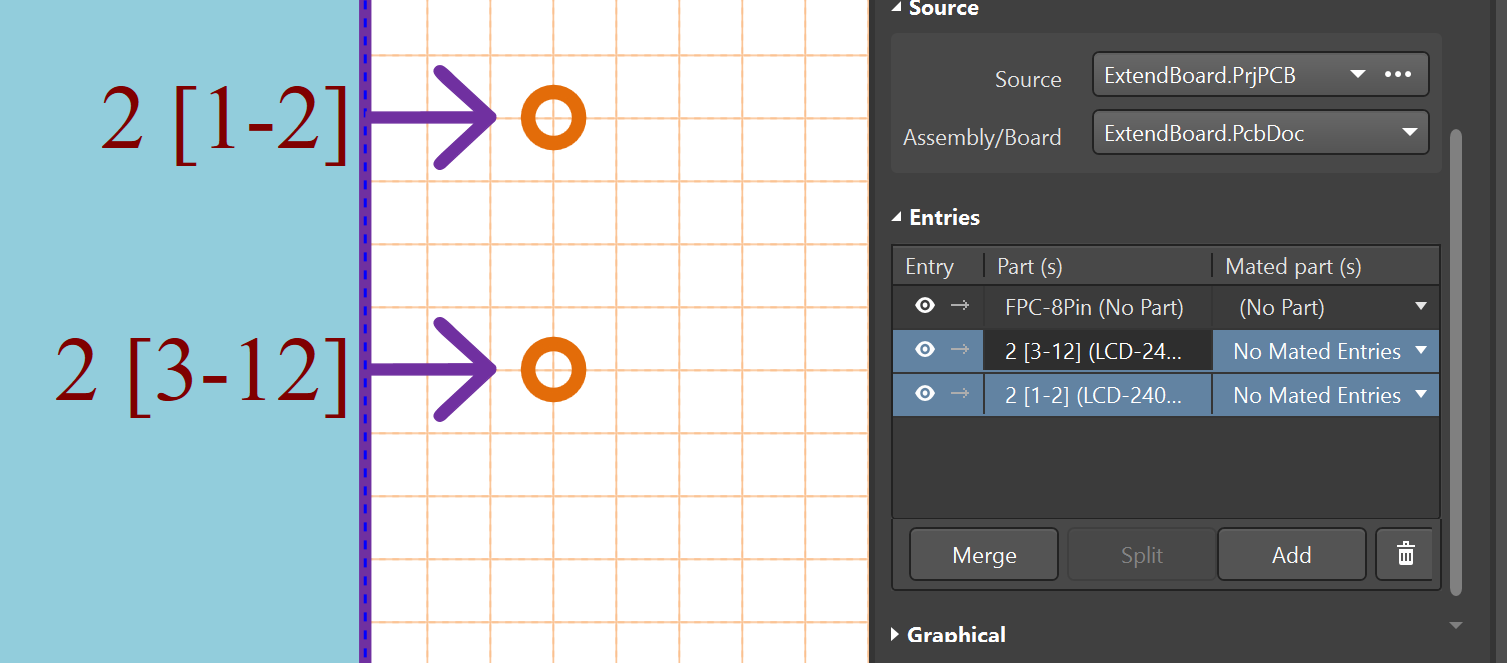 2 [1-2]
2 [3-12]
Source
Source
ExtendBoard.PrjPCB
Assembly/Board
ExtendBoard.PcbDoc
Entries
Entry
Part (s)
Mated part (s)
FPC-8Pin (No Part)
(No Part)
2 [3-12] (LCD-24...
No Mated Entries
2 [1-2] (LCD-240...
No Mated Entries
Merge
Split
Add
Graphical